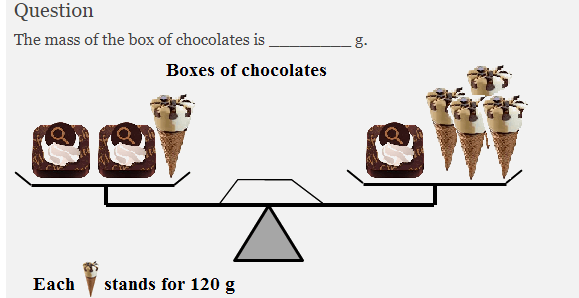 Question
The mass of the box of chocolates is _________ g.
Boxes of chocolates
Each stands for 120 g